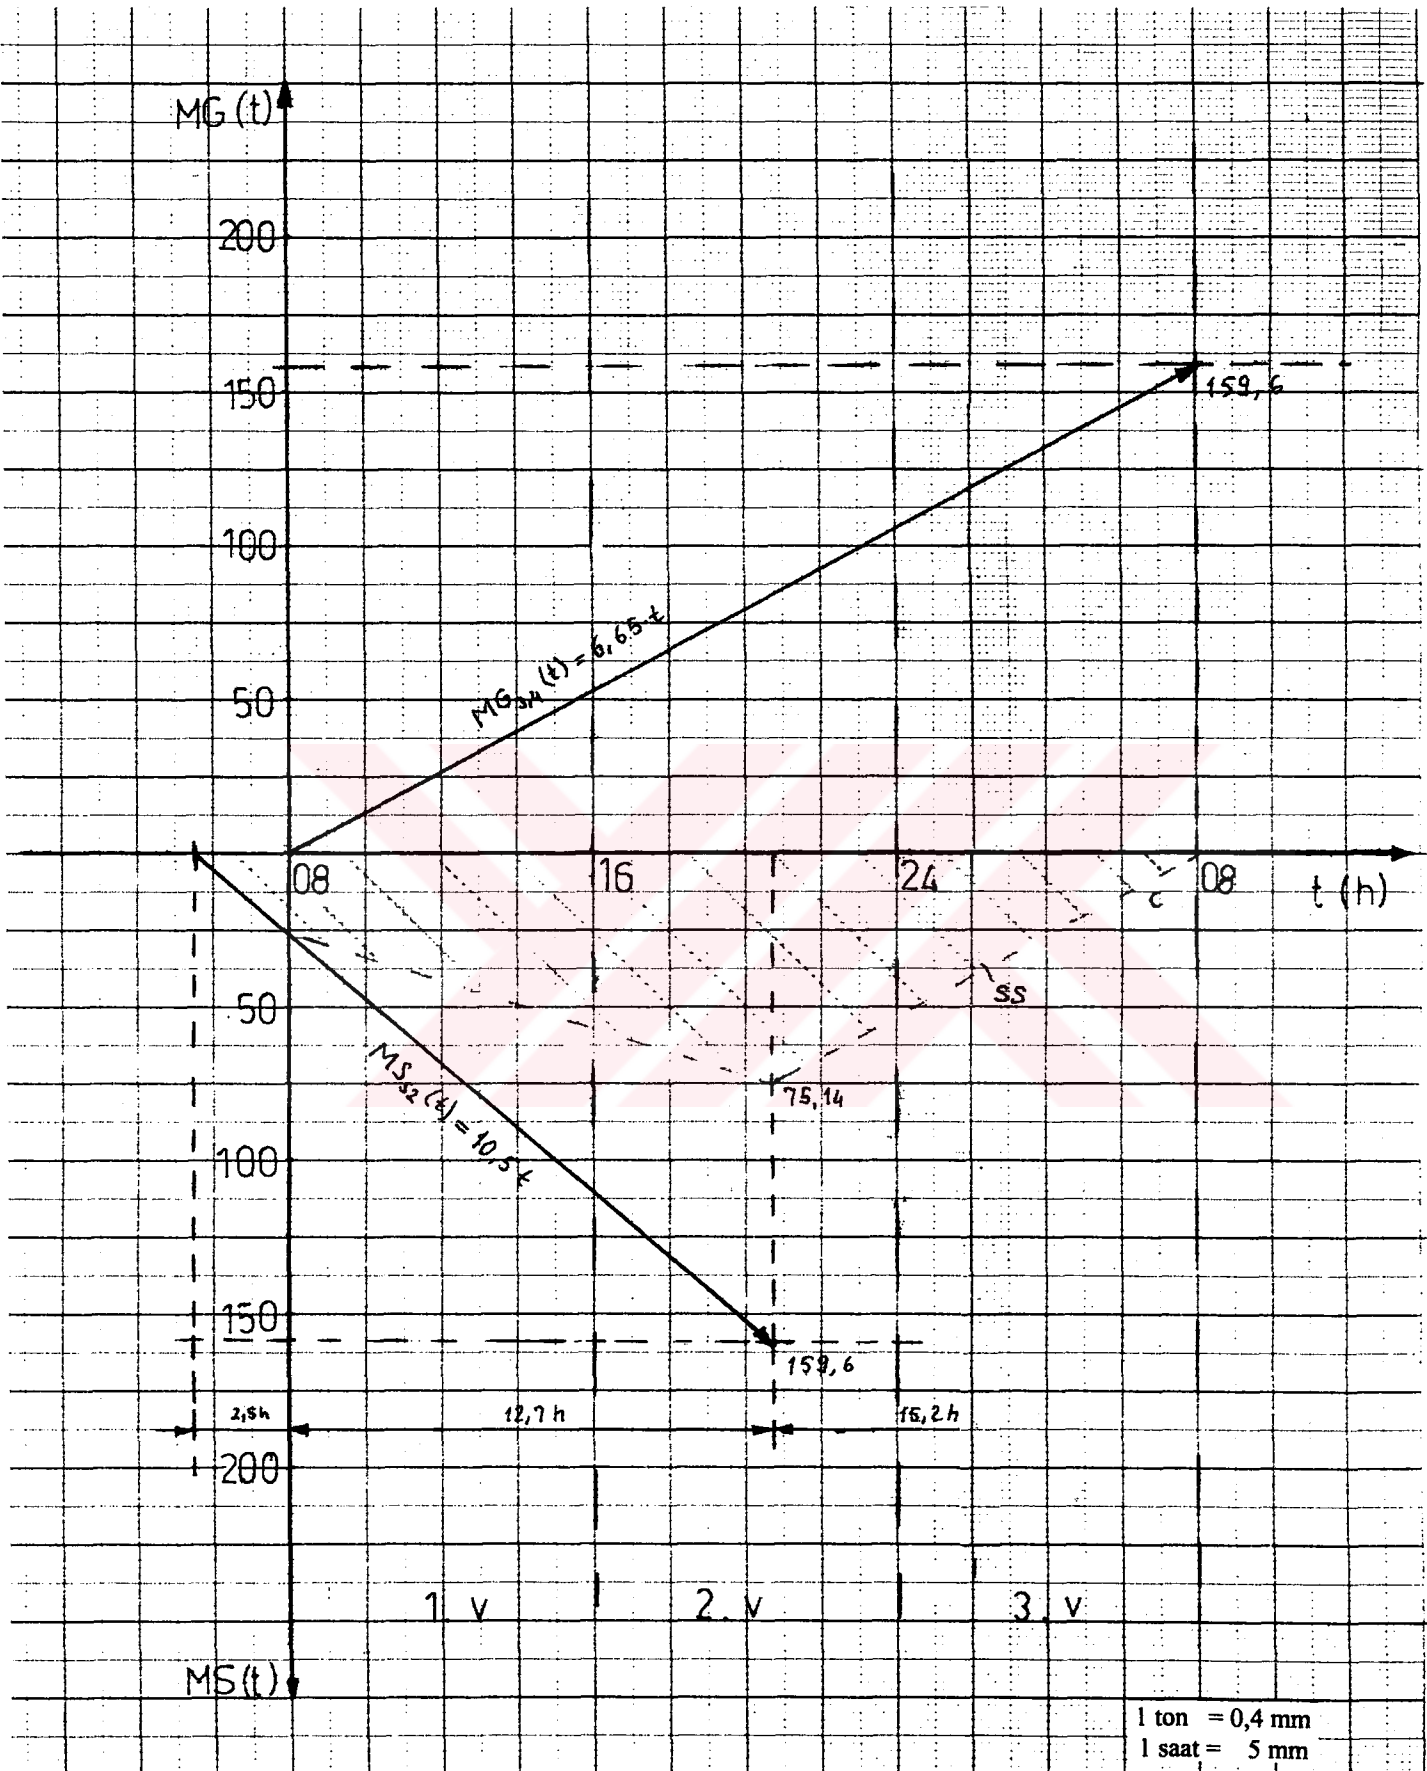 MG (t)
200
150
159,6
100
MG₃,₄ (t) = 6,65 t
50
08
16
24
08
t (h)
c
SS
50
MS S2 (t) = 10,5 t
75,14
100
150
159,6
2,5h
12,7 h
15,2 h
200
1. v
2. v
3. v
MS(t)
1 ton = 0,4 mm
1 saat = 5 mm